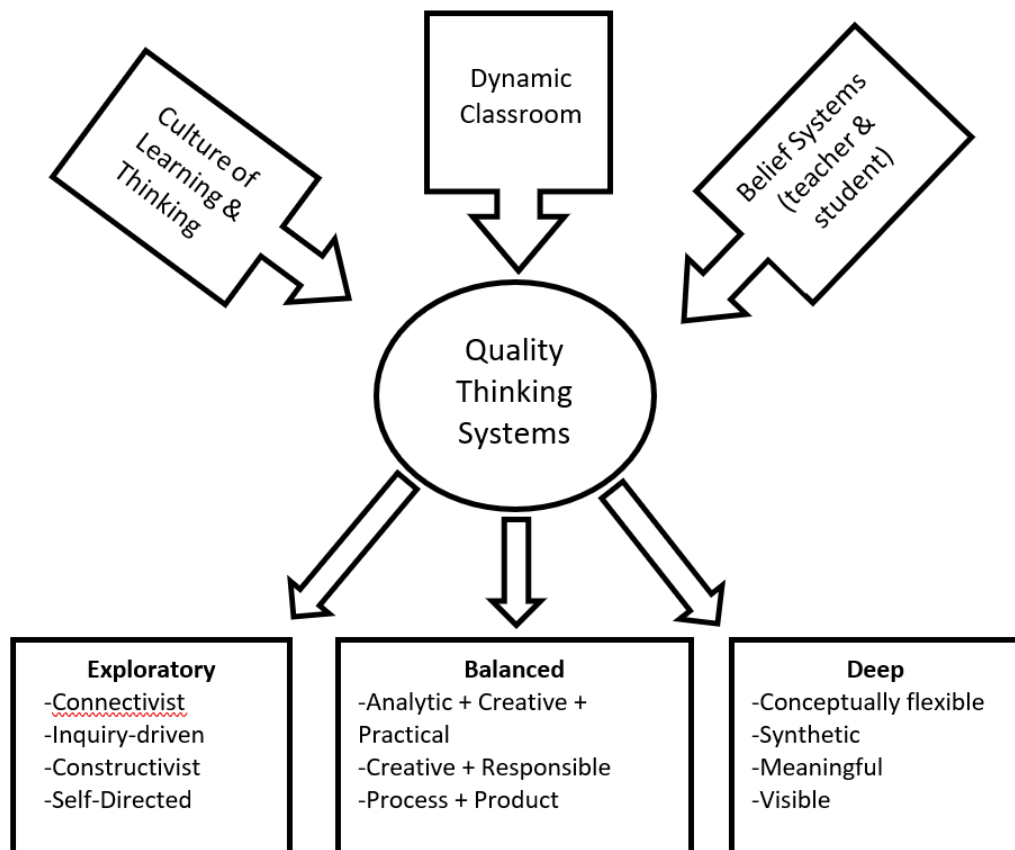 Culture of
Learning &
Thinking
Dynamic
Classroom
Belief Systems
(teacher &
student)
Quality
Thinking
Systems
Exploratory
-Connectivist
-Inquiry-driven
-Constructivist
-Self-Directed
Balanced
-Analytic + Creative +
Practical
-Creative + Responsible
-Process + Product
Deep
-Conceptually flexible
-Synthetic
-Meaningful
-Visible